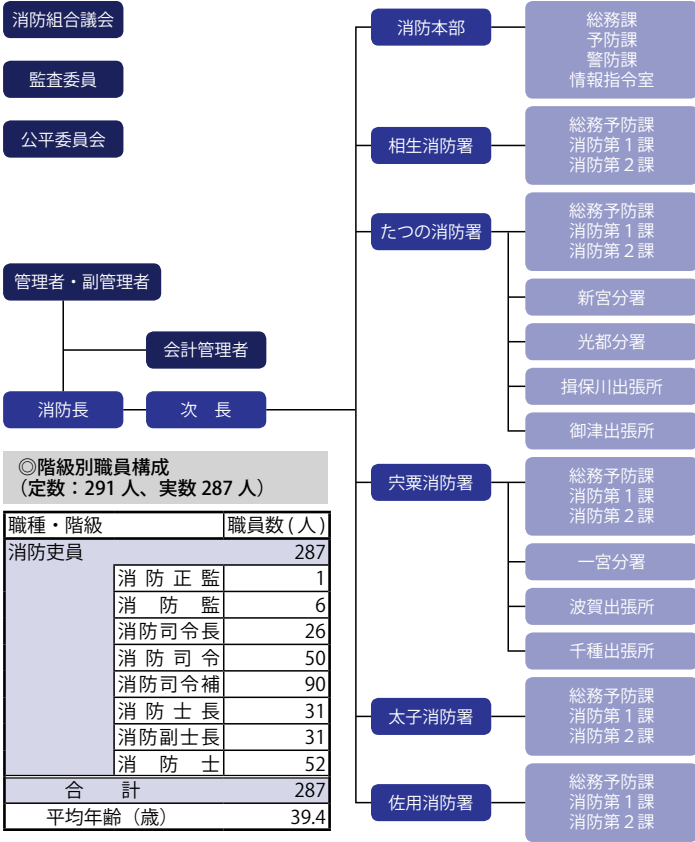 消防組合議会
監査委員
公平委員会
管理者・副管理者
会計管理者
消防長
次　長
消防本部
総務課
予防課
警防課
情報指令室
相生消防署
総務予防課
消防第１課
消防第２課
たつの消防署
総務予防課
消防第１課
消防第２課
新宮分署
光都分署
揖保川出張所
御津出張所
宍粟消防署
総務予防課
消防第１課
消防第２課
一宮分署
波賀出張所
千種出張所
太子消防署
総務予防課
消防第１課
消防第２課
佐用消防署
総務予防課
消防第１課
消防第２課
◎階級別職員構成
（定数：291 人、実数 287 人）
職種・階級 職員数 ( 人 )
消防吏員 287
消防正監 1
消防監 6
消防司令長 26
消防司令 50
消防司令補 90
消防士長 31
消防副士長 31
消防士 52
合計 287
平均年齢（歳） 39.4